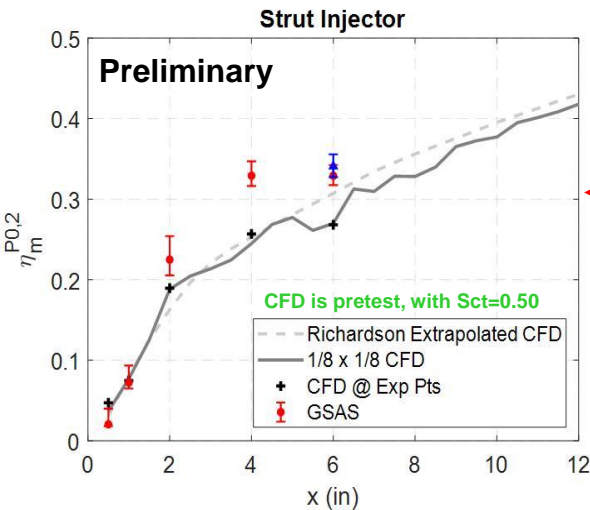 Strut Injector
Preliminary
0.5
0.4
0.3
0.2
0.1
0
η_m^P0,2
CFD is pretest, with Sct=0.50
Richardson Extrapolated CFD
1/8 x 1/8 CFD
CFD @ Exp Pts
GSAS
0 2 4 6 8 10 12
x (in)